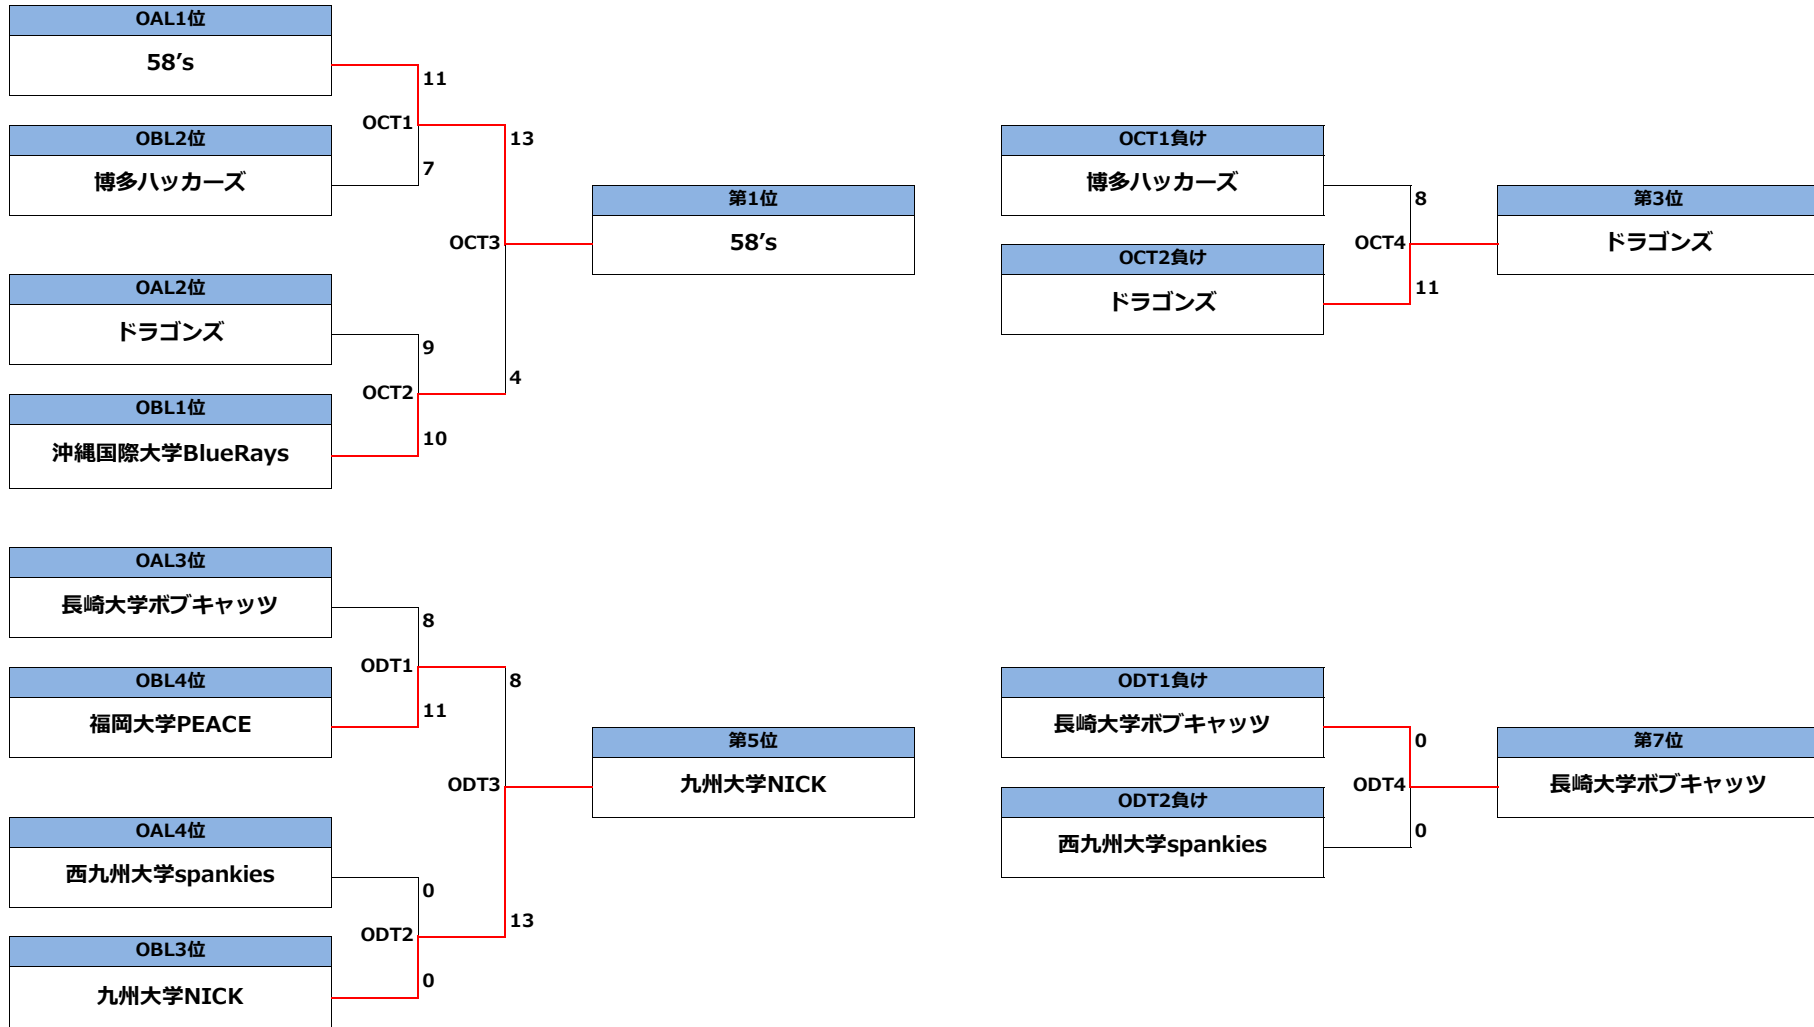 OAL1位
58’s
11
OCT1
13
OBL2位
7
博多ハッカーズ
第1位
OCT3
58’s
OAL2位
ドラゴンズ
9
OCT2
4
OBL1位
10
沖縄国際大学BlueRays
OCT1負け
博多ハッカーズ
8
第3位
OCT4
ドラゴンズ
OCT2負け
11
ドラゴンズ
OAL3位
長崎大学ボブキャッツ
8
ODT1
8
OBL4位
11
福岡大学PEACE
第5位
ODT3
九州大学NICK
OAL4位
西九州大学spankies
0
ODT2
13
OBL3位
0
九州大学NICK
ODT1負け
長崎大学ボブキャッツ
0
第7位
ODT4
長崎大学ボブキャッツ
ODT2負け
0
西九州大学spankies